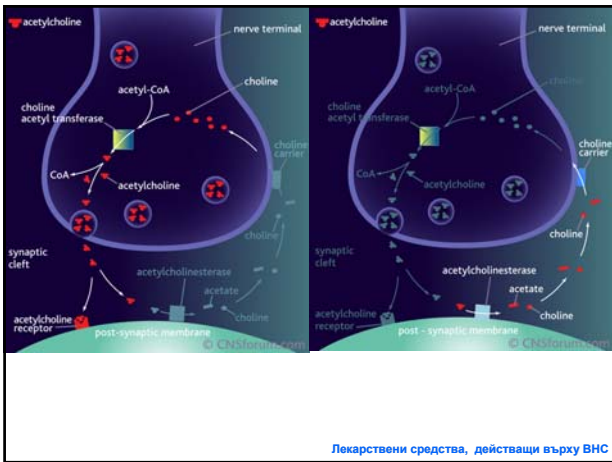 acetylcholine
nerve terminal
choline
acetyl-CoA
choline
acetyl transferase
choline
carrier
CoA
acetylcholine
choline
synaptic
cleft
acetylcholinesterase
acetate
acetylcholine
receptor
choline
post-synaptic membrane
© CNSforum.com
acetylcholine
nerve terminal
choline
acetyl-CoA
choline
acetyl transferase
choline
carrier
CoA
acetylcholine
choline
synaptic
cleft
acetylcholinesterase
acetate
acetylcholine
receptor
choline
post - synaptic membrane
© CNSforum.com
Лекарствени средства, действащи върху ВНС